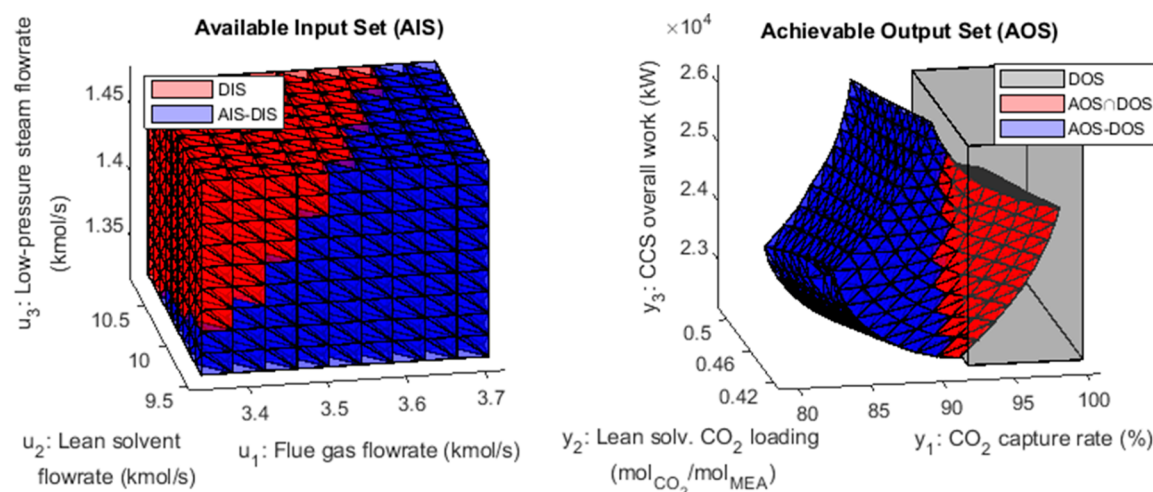 Available Input Set (AIS)
u3: Low-pressure steam flowrate
(kmol/s)
1.45
1.4
1.35
DIS
AIS-DIS
10.5
10
9.5
3.4
3.5
3.6
3.7
u2: Lean solvent
flowrate (kmol/s)
u1: Flue gas flowrate (kmol/s)
Achievable Output Set (AOS)
×10^4
y3: CCS overall work (kW)
2.6
2.5
2.4
2.3
DOS
AOS∩DOS
AOS-DOS
0.5
0.46
0.42
80
85
90
95
100
y2: Lean solv. CO2 loading
(molCO2/molMEA)
y1: CO2 capture rate (%)